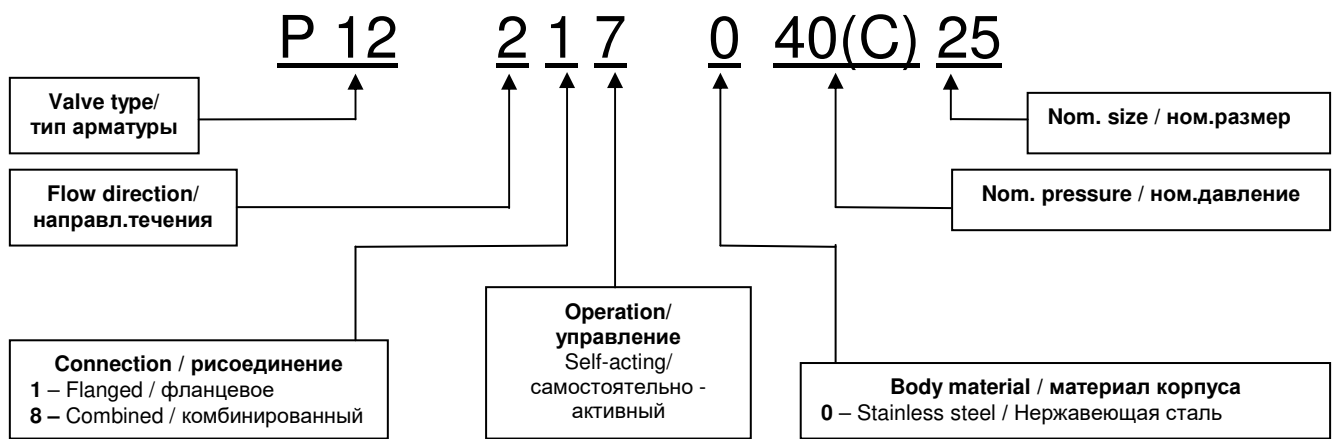 P 12 2 1 7 0 40(C) 25
Valve type/
тип арматуры
Nom. size / ном.размер
Flow direction/
направл.течения
Nom. pressure / ном.давление
Connection / рисоединение
1 – Flanged / фланцевое
8 – Combined / комбинированный
Operation/
управление
Self-acting/
самостоятельно -
активный
Body material / материал корпуса
0 – Stainless steel / Нержавеющая сталь